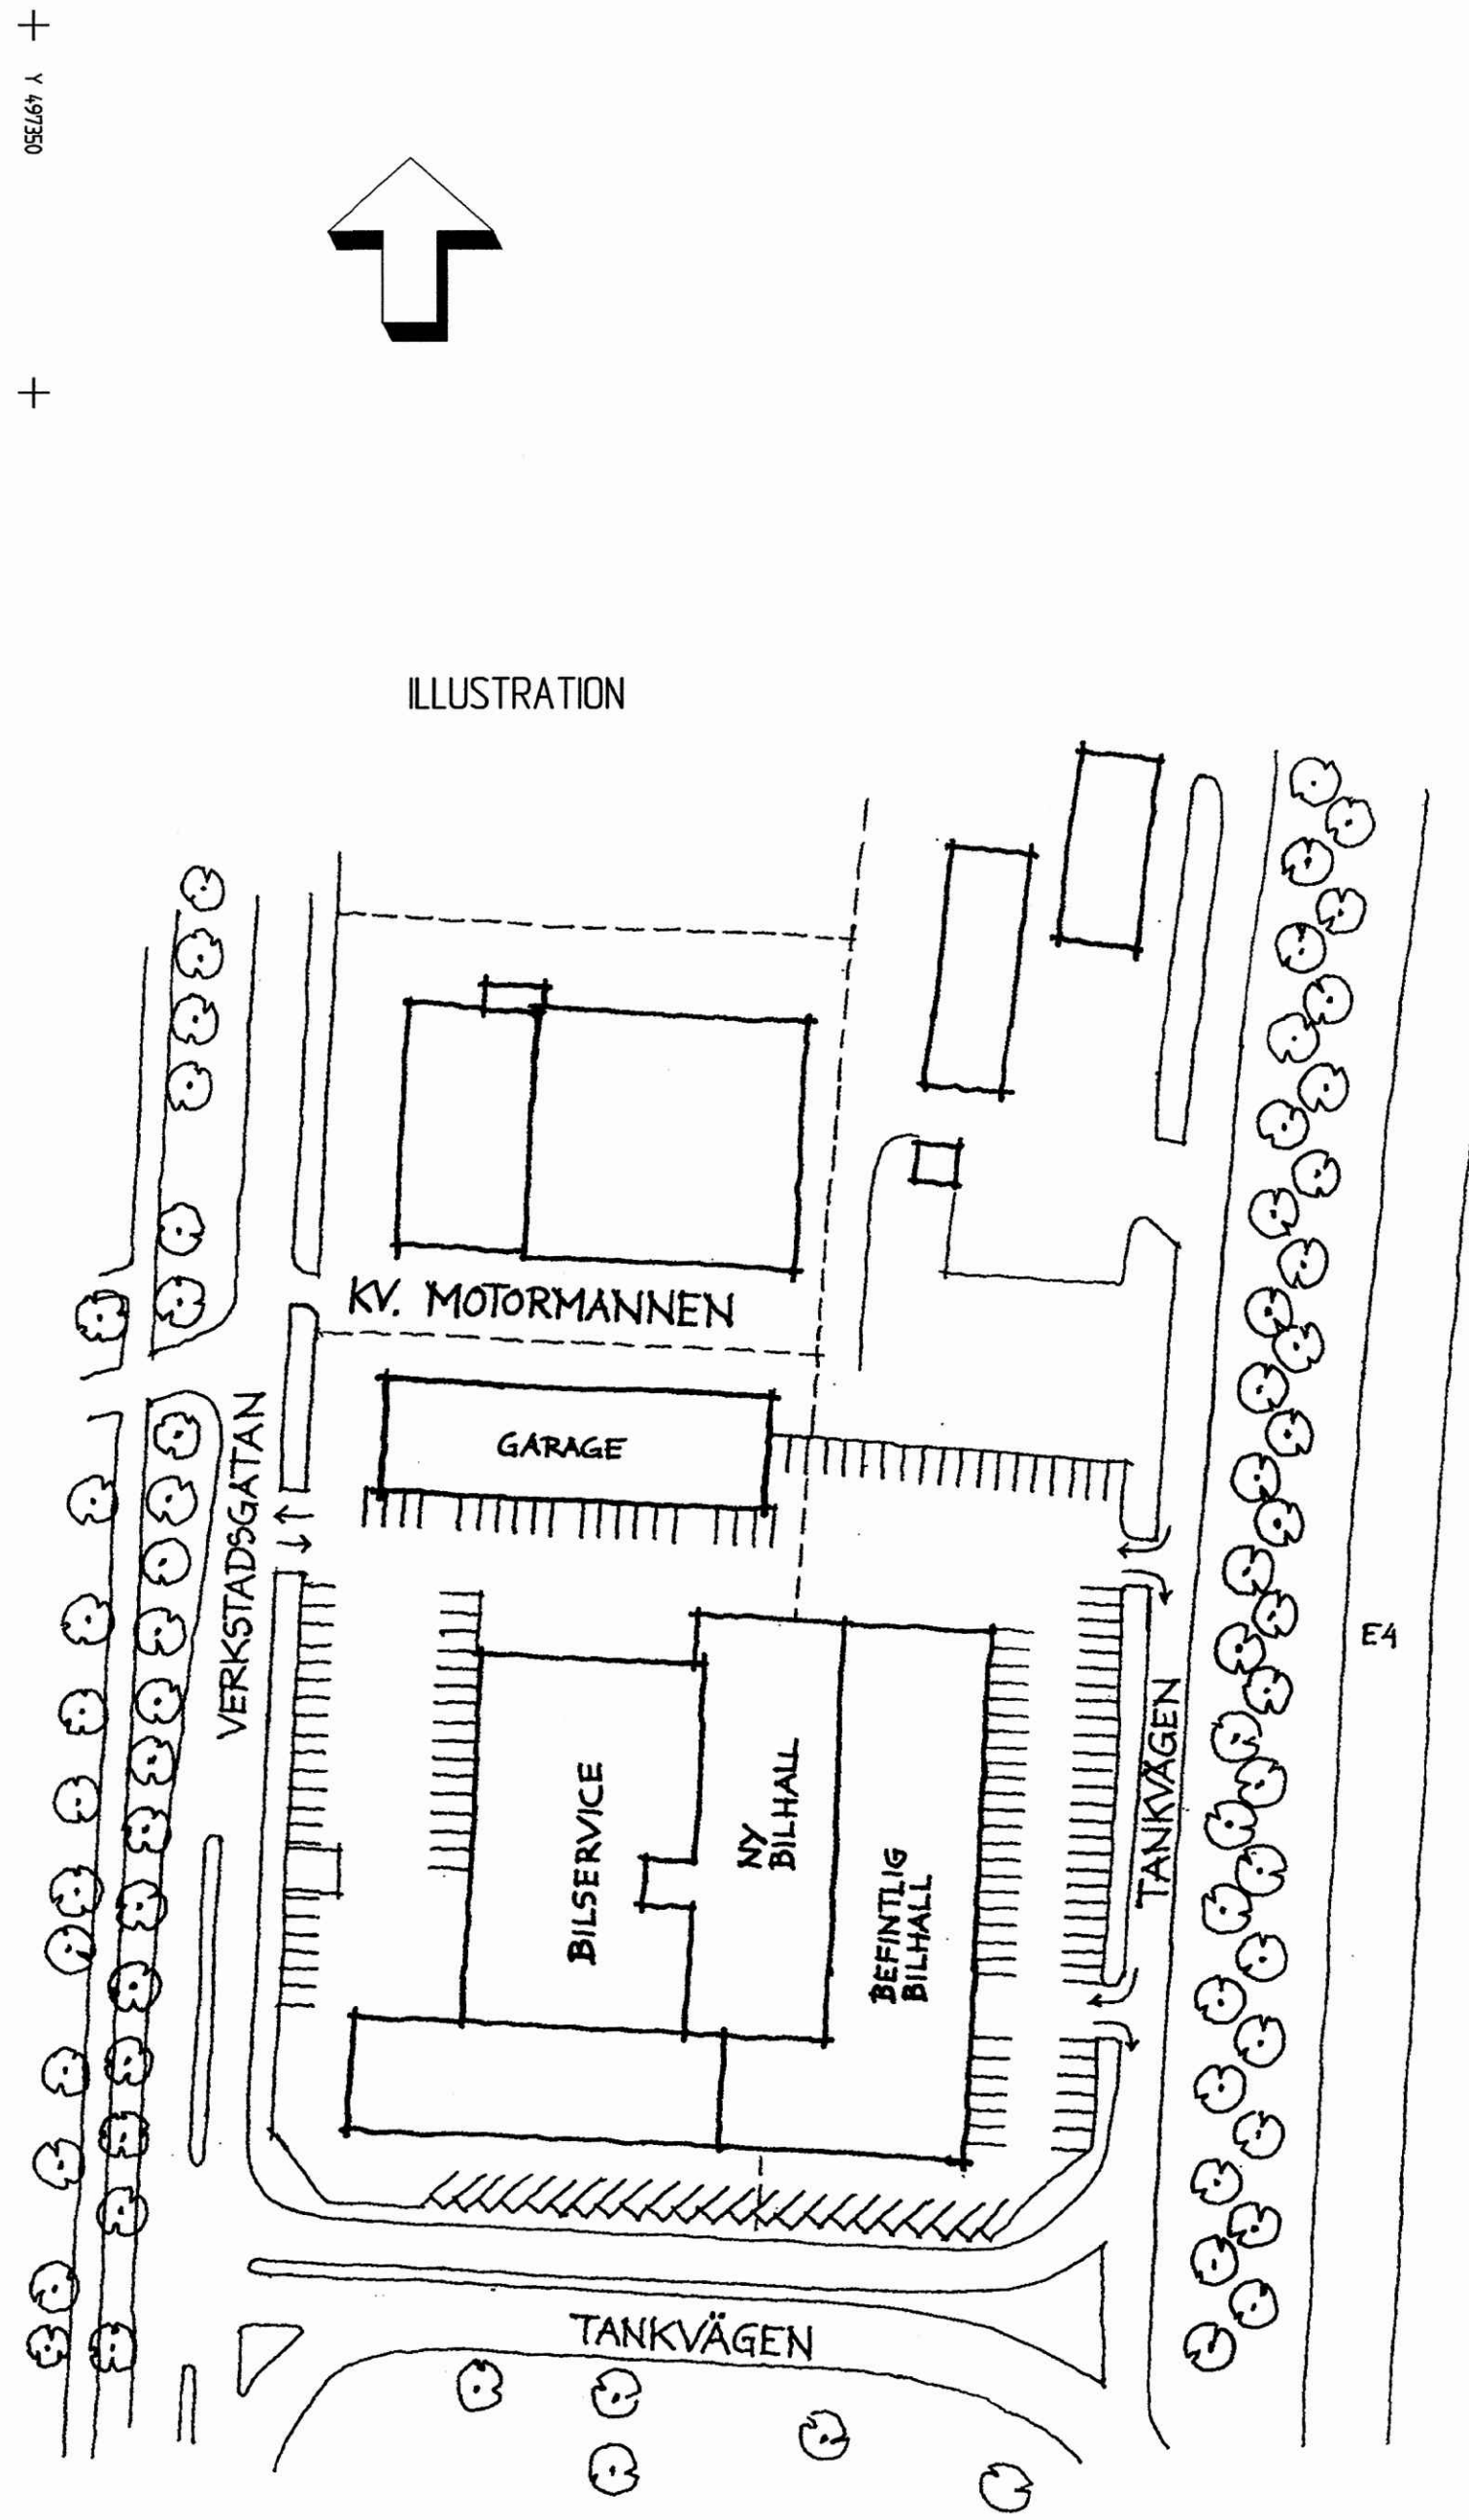 Y 497350
ILLUSTRATION
KV. MOTORMANNEN
GARAGE
VERKSTADSGATAN
E4
TANKVÄGEN
BILSERVICE
NY
BILHALL
BEFINTLIG
BILHALL
TANKVÄGEN